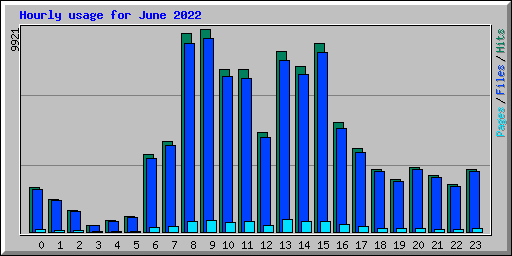 Hourly usage for June 2022
9921
Pages/Files/Hits
0 1 2 3 4 5 6 7 8 9 10 11 12 13 14 15 16 17 18 19 20 21 22 23